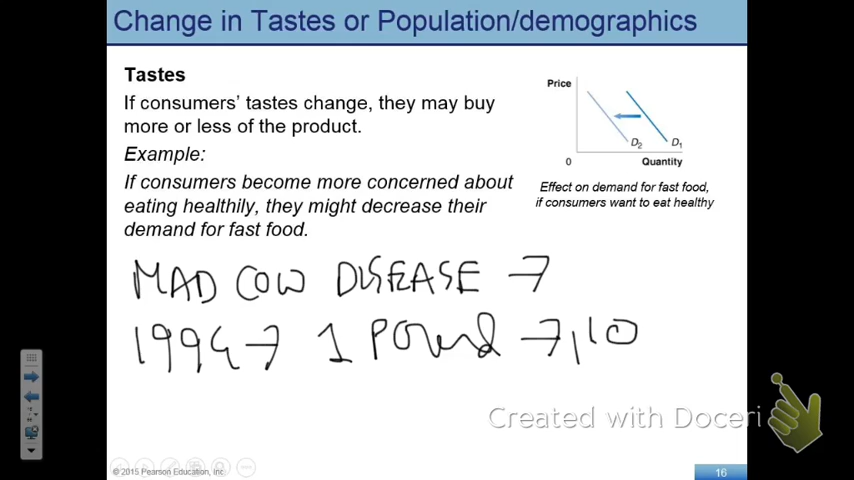 Change in Tastes or Population/demographics
Tastes
If consumers' tastes change, they may buy
more or less of the product.
Example:
If consumers become more concerned about
eating healthily, they might decrease their
demand for fast food.
Price
D₂
D₁
0
Quantity
Effect on demand for fast food,
if consumers want to eat healthy
MAD COW DISEASE →
1994 → 1 POUND → ,10
Created with Doceri
© 2015 Pearson Education, Inc.
16